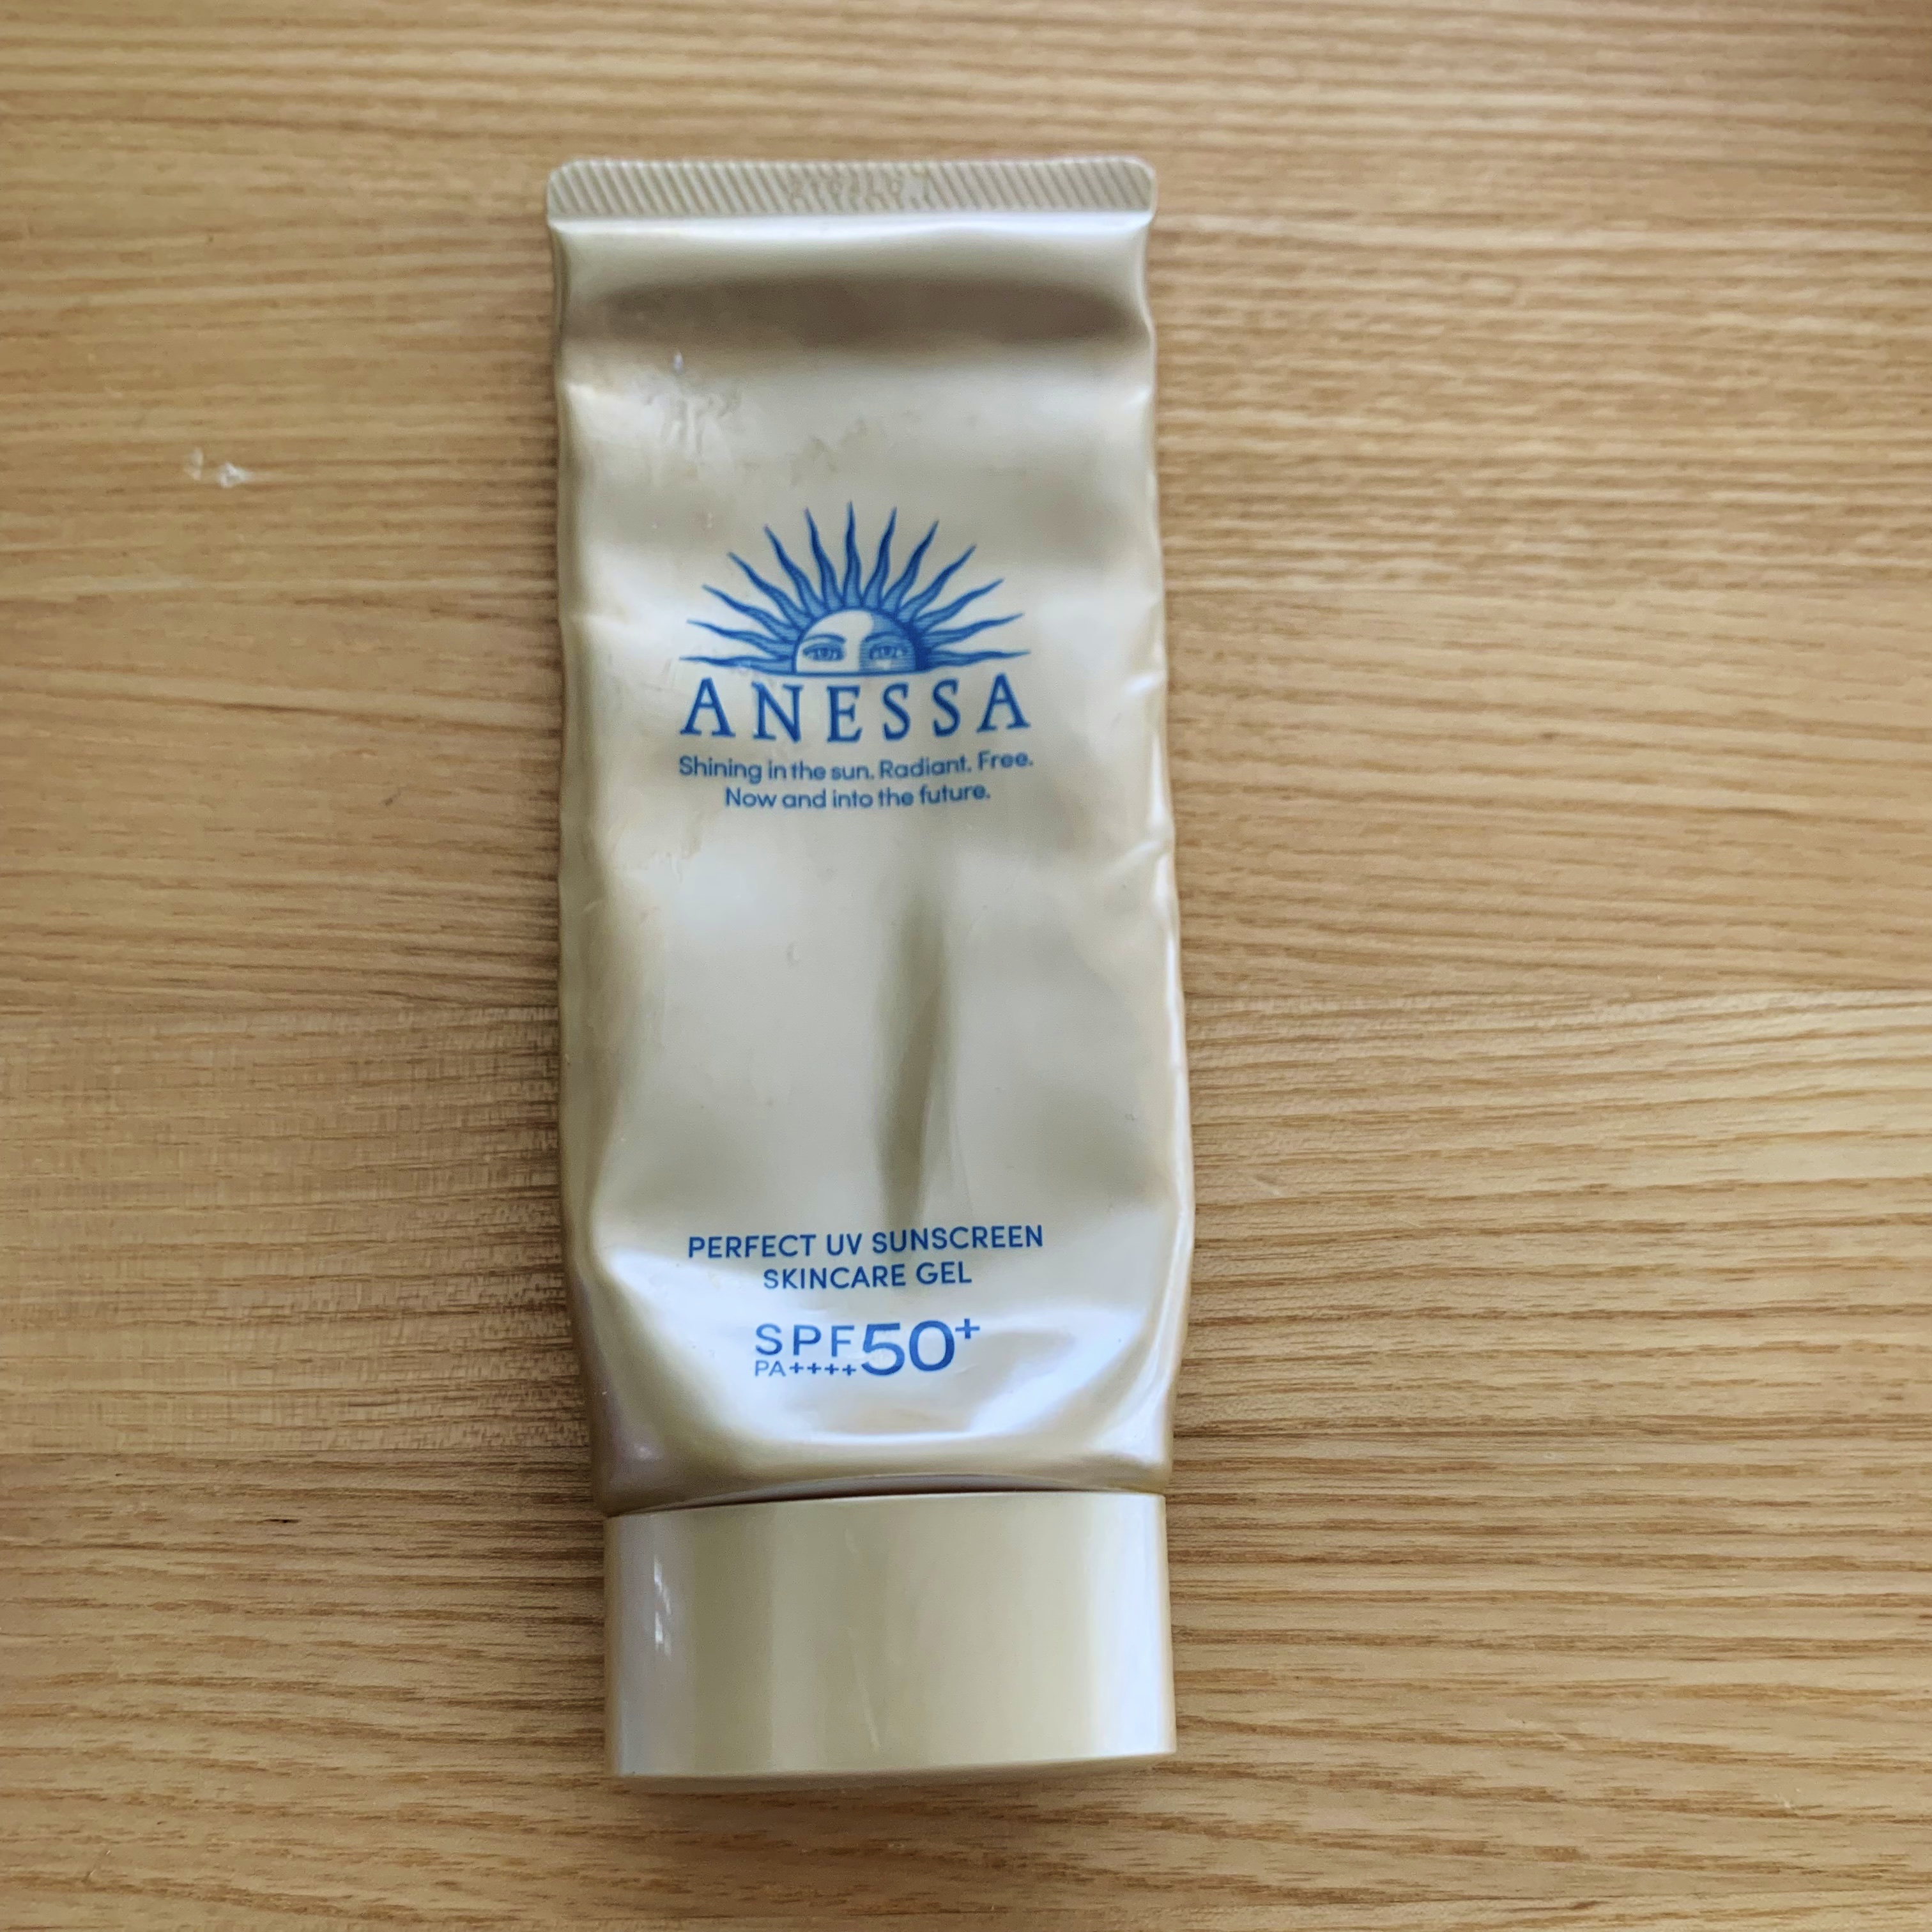 ANESSA
Shining in the sun. Radiant. Free.
Now and into the future.
PERFECT UV SUNSCREEN
SKINCARE GEL
SPF50+
PA++++